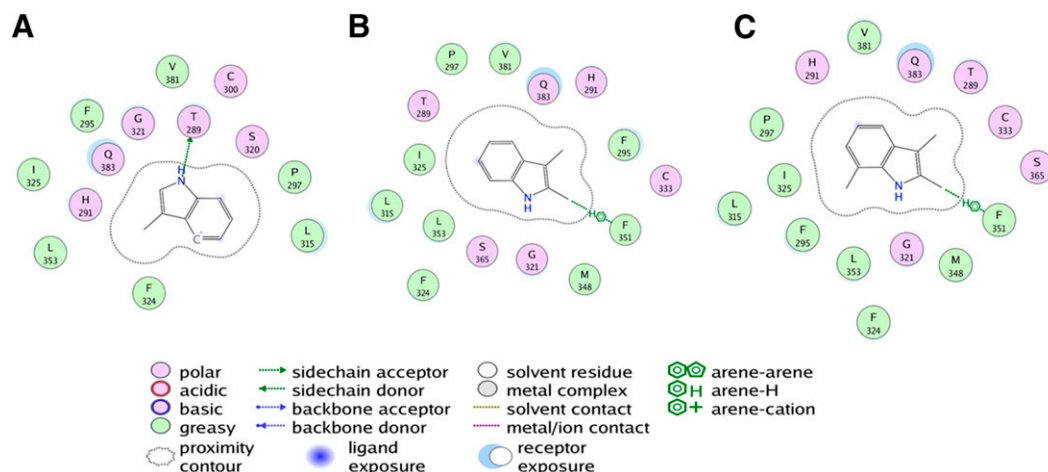 A
V
381
C
300
F
295
G
321
T
289
S
320
Q
383
I
325
H
291
P
297
L
353
L
315
F
324
H
N
C
-
B
P
297
V
381
Q
383
H
291
T
289
F
295
I
325
C
333
L
315
L
353
F
351
S
365
G
321
F
324
M
348
N
H
H
C
V
381
H
291
Q
383
T
289
P
297
C
333
I
325
S
365
L
315
F
295
F
351
L
353
G
321
M
348
F
324
N
H
H
polar
acidic
basic
greasy
proximity
contour
sidechain acceptor
sidechain donor
backbone acceptor
backbone donor
ligand
exposure
solvent residue
metal complex
solvent contact
metal/ion contact
receptor
exposure
arene-arene
H arene-H
+ arene-cation